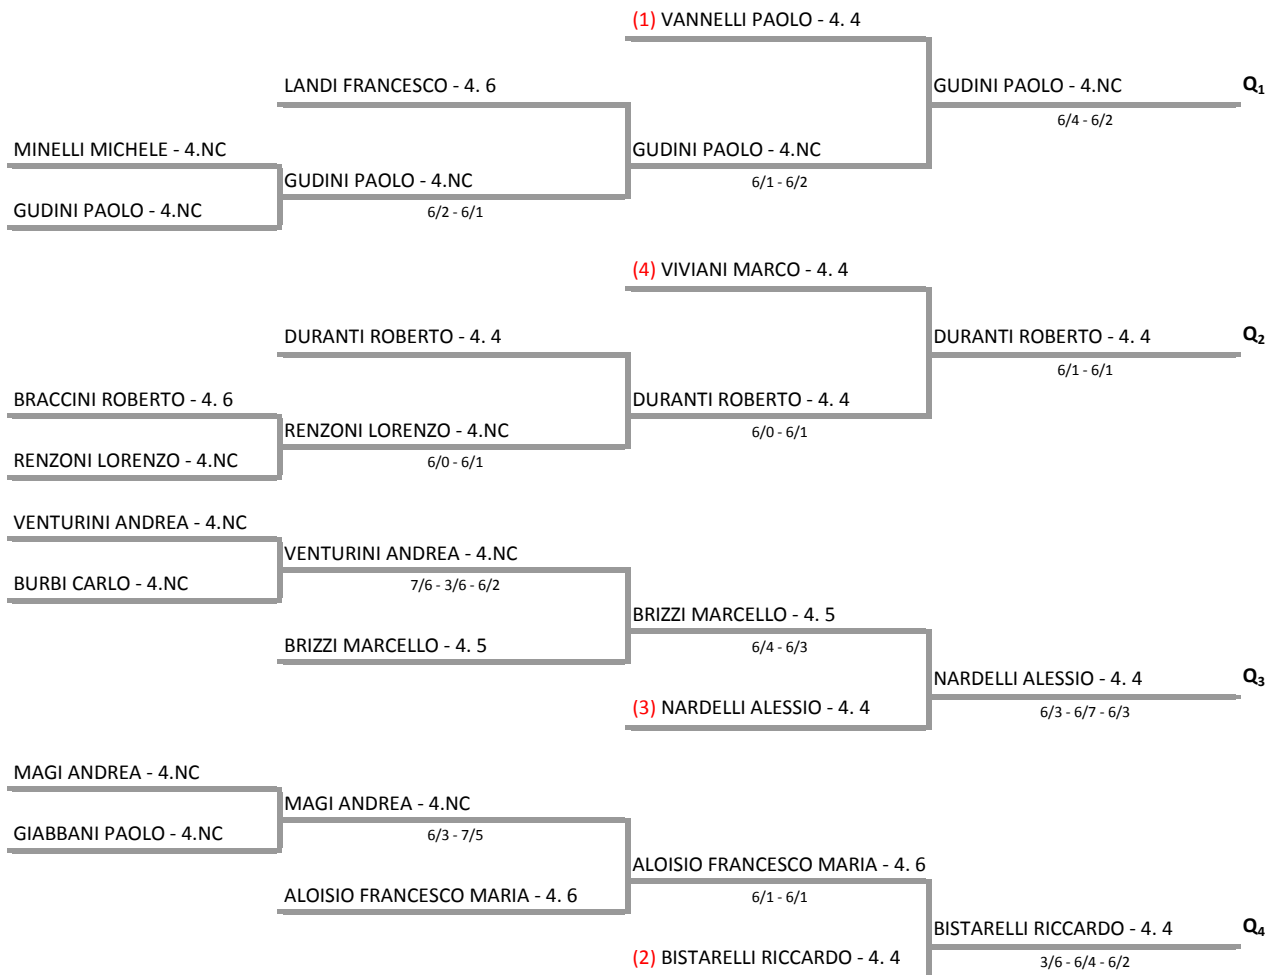 (1) VANNELLI PAOLO - 4. 4
LANDI FRANCESCO - 4. 6
GUDINI PAOLO - 4.NC
Q1
6/4 - 6/2
MINELLI MICHELE - 4.NC
GUDINI PAOLO - 4.NC
GUDINI PAOLO - 4.NC
6/1 - 6/2
GUDINI PAOLO - 4.NC
6/2 - 6/1
(4) VIVIANI MARCO - 4. 4
DURANTI ROBERTO - 4. 4
DURANTI ROBERTO - 4. 4
Q2
6/1 - 6/1
BRACCINI ROBERTO - 4. 6
DURANTI ROBERTO - 4. 4
RENZONI LORENZO - 4.NC
6/0 - 6/1
RENZONI LORENZO - 4.NC
6/0 - 6/1
VENTURINI ANDREA - 4.NC
VENTURINI ANDREA - 4.NC
BURBI CARLO - 4.NC
7/6 - 3/6 - 6/2
BRIZZI MARCELLO - 4. 5
BRIZZI MARCELLO - 4. 5
6/4 - 6/3
NARDELLI ALESSIO - 4. 4
Q3
(3) NARDELLI ALESSIO - 4. 4
6/3 - 6/7 - 6/3
MAGI ANDREA - 4.NC
MAGI ANDREA - 4.NC
GIABBANI PAOLO - 4.NC
6/3 - 7/5
ALOISIO FRANCESCO MARIA - 4. 6
ALOISIO FRANCESCO MARIA - 4. 6
6/1 - 6/1
BISTARELLI RICCARDO - 4. 4
Q4
(2) BISTARELLI RICCARDO - 4. 4
3/6 - 6/4 - 6/2